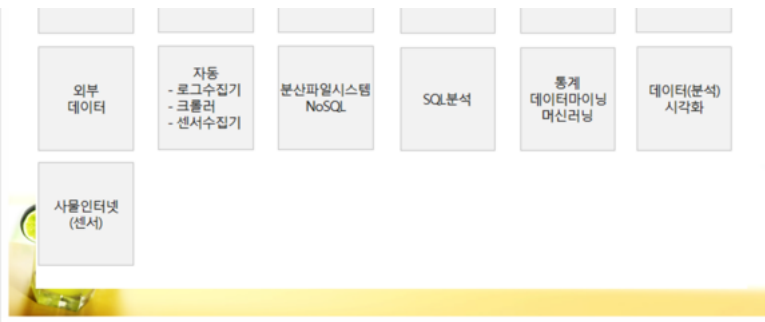 외부
데이터
자동
- 로그수집기
- 크롤러
- 센서수집기
분산파일시스템
NoSQL
SQL분석
통계
데이터마이닝
머신러닝
데이터(분석)
시각화
사물인터넷
(센서)